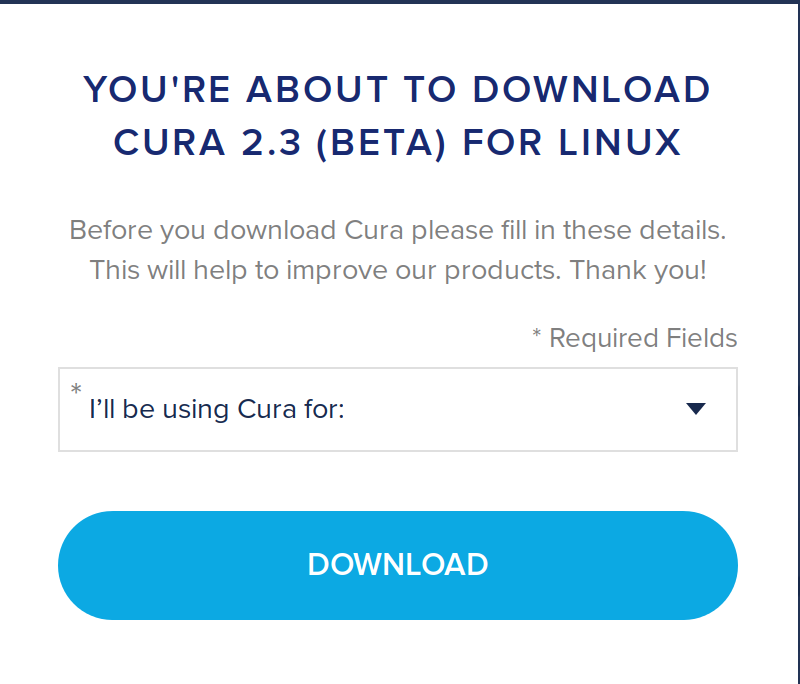 YOU'RE ABOUT TO DOWNLOAD
CURA 2.3 (BETA) FOR LINUX
Before you download Cura please fill in these details.
This will help to improve our products. Thank you!
* Required Fields
* I’ll be using Cura for:
DOWNLOAD